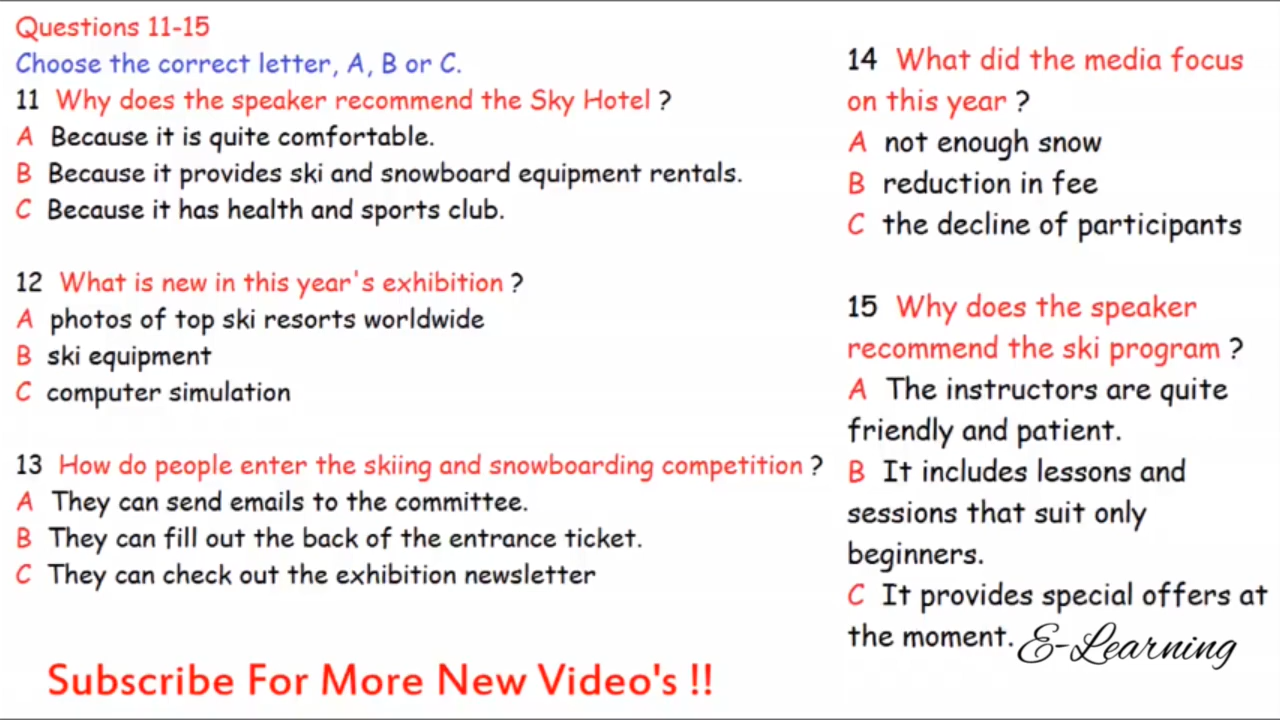 Questions 11-15
Choose the correct letter, A, B or C.
11 Why does the speaker recommend the Sky Hotel ?
A Because it is quite comfortable.
B Because it provides ski and snowboard equipment rentals.
C Because it has health and sports club.
12 What is new in this year's exhibition ?
A photos of top ski resorts worldwide
B ski equipment
C computer simulation
13 How do people enter the skiing and snowboarding competition ?
A They can send emails to the committee.
B They can fill out the back of the entrance ticket.
C They can check out the exhibition newsletter
14 What did the media focus
on this year ?
A not enough snow
B reduction in fee
C the decline of participants
15 Why does the speaker
recommend the ski program ?
A The instructors are quite
friendly and patient.
B It includes lessons and
sessions that suit only
beginners.
C It provides special offers at
the moment.
E-Learning
Subscribe For More New Video's !!